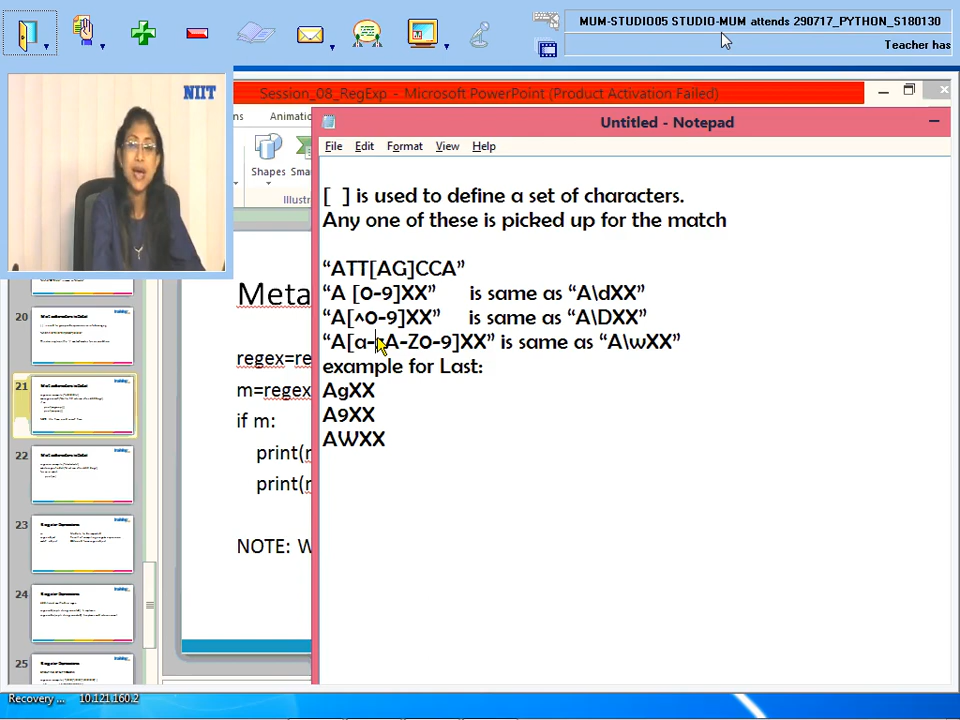 MUM-STUDIO05 STUDIO-MUM attends 290717_PYTHON_S180130
Teacher has
NIIT
Session_08_RegExp - Microsoft PowerPoint (Product Activation Failed)
ns
Animatio
Shapes
Sma
Illustr
Untitled - Notepad
File Edit Format View Help
[ ] is used to define a set of characters.
Any one of these is picked up for the match
“ATT[AG]CCA”
“A [0-9]XX” is same as “A\dXX”
“A[^0-9]XX” is same as “A\DXX”
“A[a-zA-Z0-9]XX” is same as “A\wXX”
example for Last:
AgXX
A9XX
AWXX
Meta
regex=re
m=regex
if m:
print(r
print(r
NOTE: W
20
21
22
23
24
25
Recovery ...
10.121.160.2